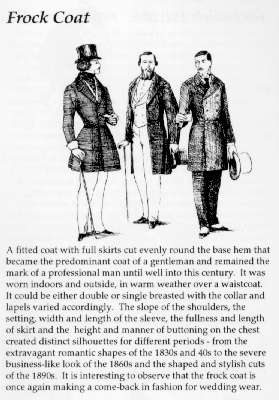 Frock Coat
A fitted coat with full skirts cut evenly round the base hem that
became the predominant coat of a gentleman and remained the
mark of a professional man until well into this century. It was
worn indoors and outside, in warm weather over a waistcoat.
It could be either double or single breasted with the collar and
lapels varied accordingly. The slope of the shoulders, the
setting, width and length of the sleeve, the fullness and length
of skirt and the height and manner of buttoning on the chest
created distinct silhouettes for different periods - from the
extravagant romantic shapes of the 1830s and 40s to the severe
business-like look of the 1860s and the shaped and stylish cuts
of the 1890s. It is interesting to observe that the frock coat is
once again making a come-back in fashion for wedding wear.